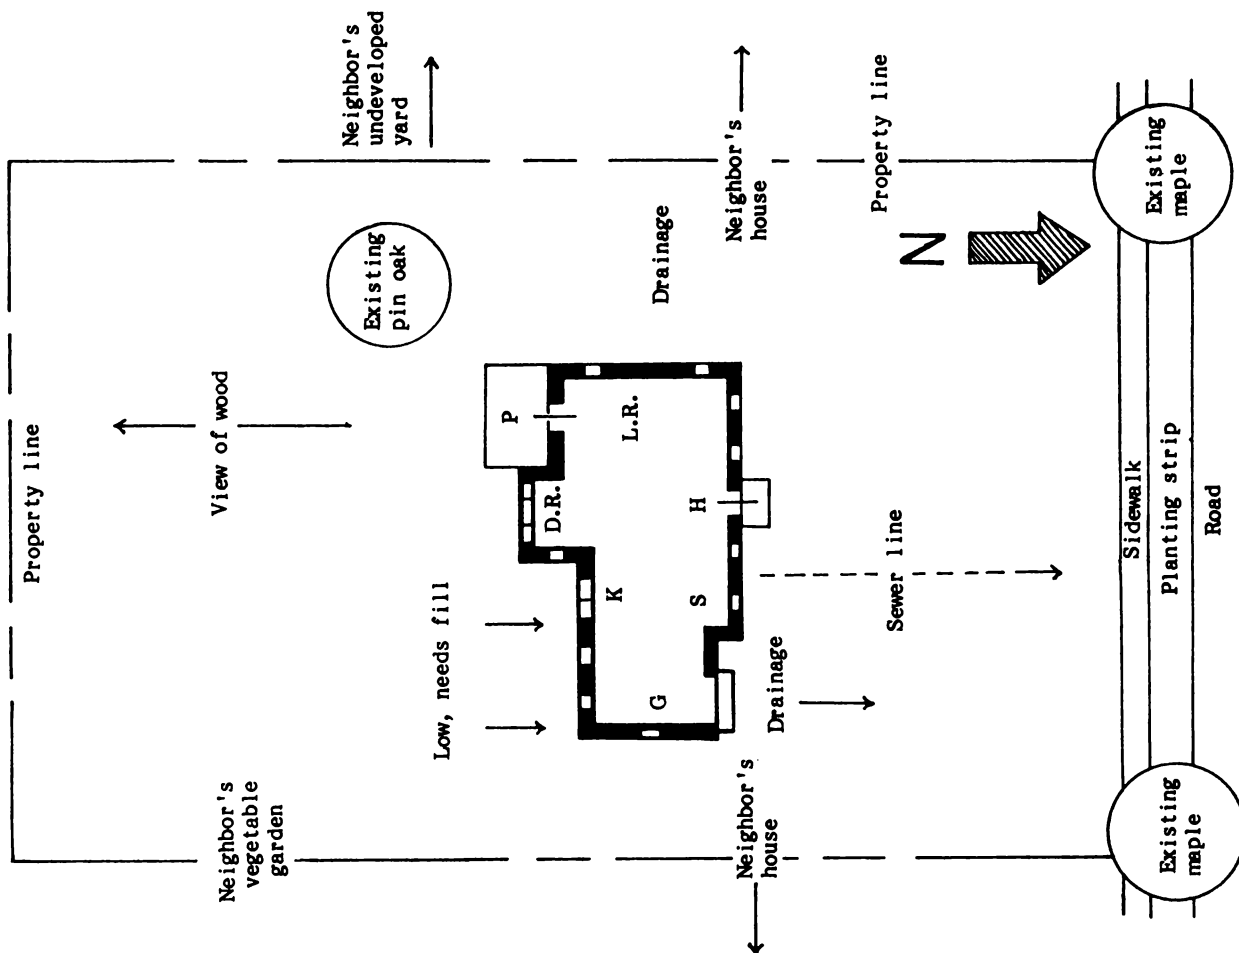 Property line
View of wood
Neighbor's
undeveloped
yard
Existing
pin oak
Neighbor's
vegetable
garden
Low, needs fill
P
D.R.
L.R.
K
H
S
G
Drainage
Neighbor's
house
Property line
N
Drainage
Sewer line
Neighbor's
house
Existing
maple
Sidewalk
Planting strip
Road
Existing
maple